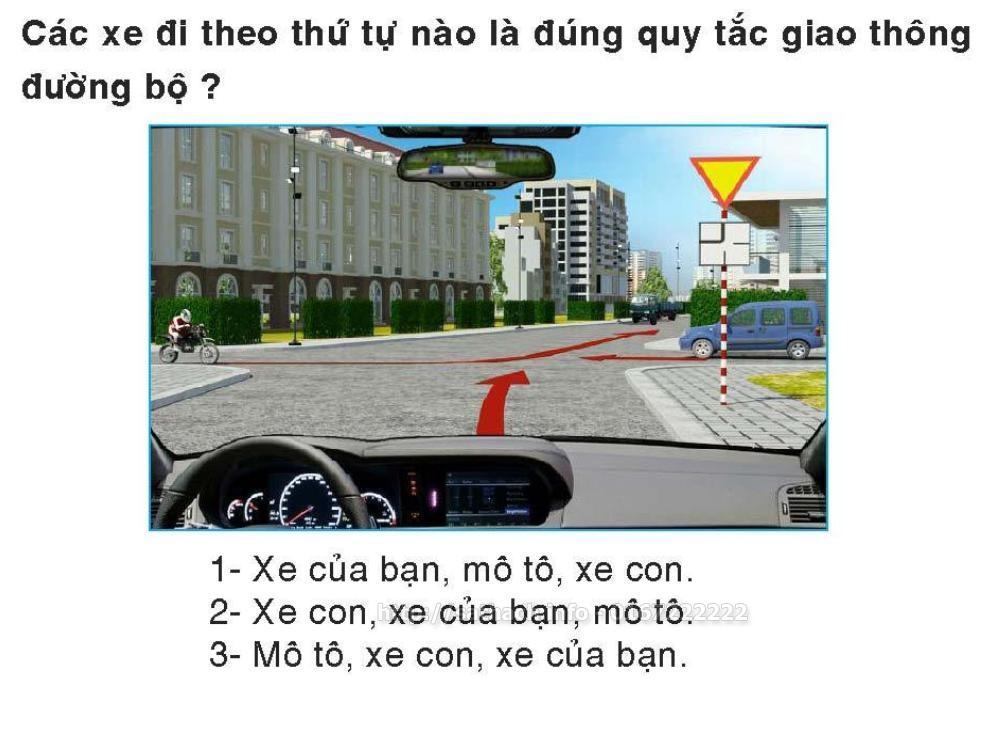 Các xe đi theo thứ tự nào là đúng quy tắc giao thông
đường bộ ?
1- Xe của bạn, mô tô, xe con.
2- Xe con, xe của bạn, mô tô.
3- Mô tô, xe con, xe của bạn.